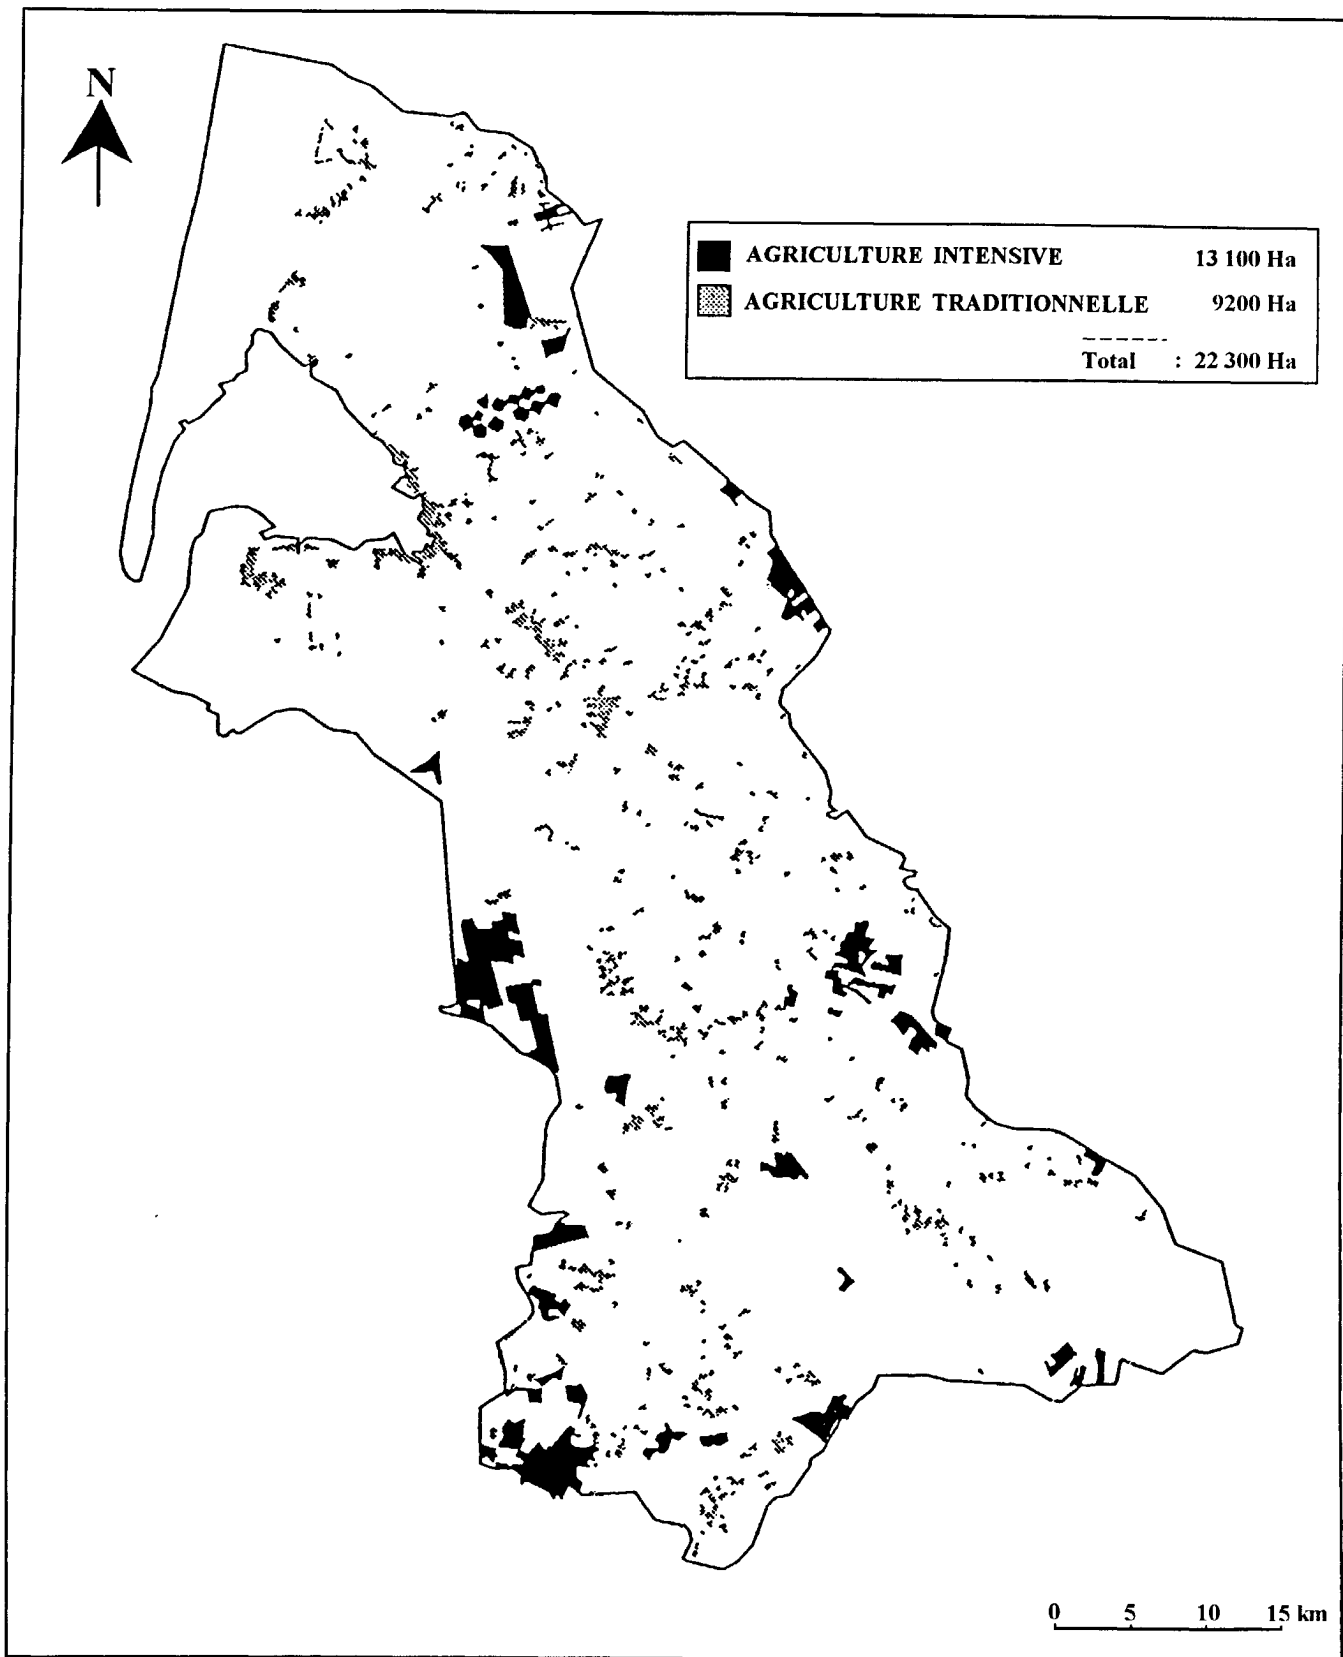 N
AGRICULTURE INTENSIVE 13 100 Ha
AGRICULTURE TRADITIONNELLE 9200 Ha
Total : 22 300 Ha
0 5 10 15 km